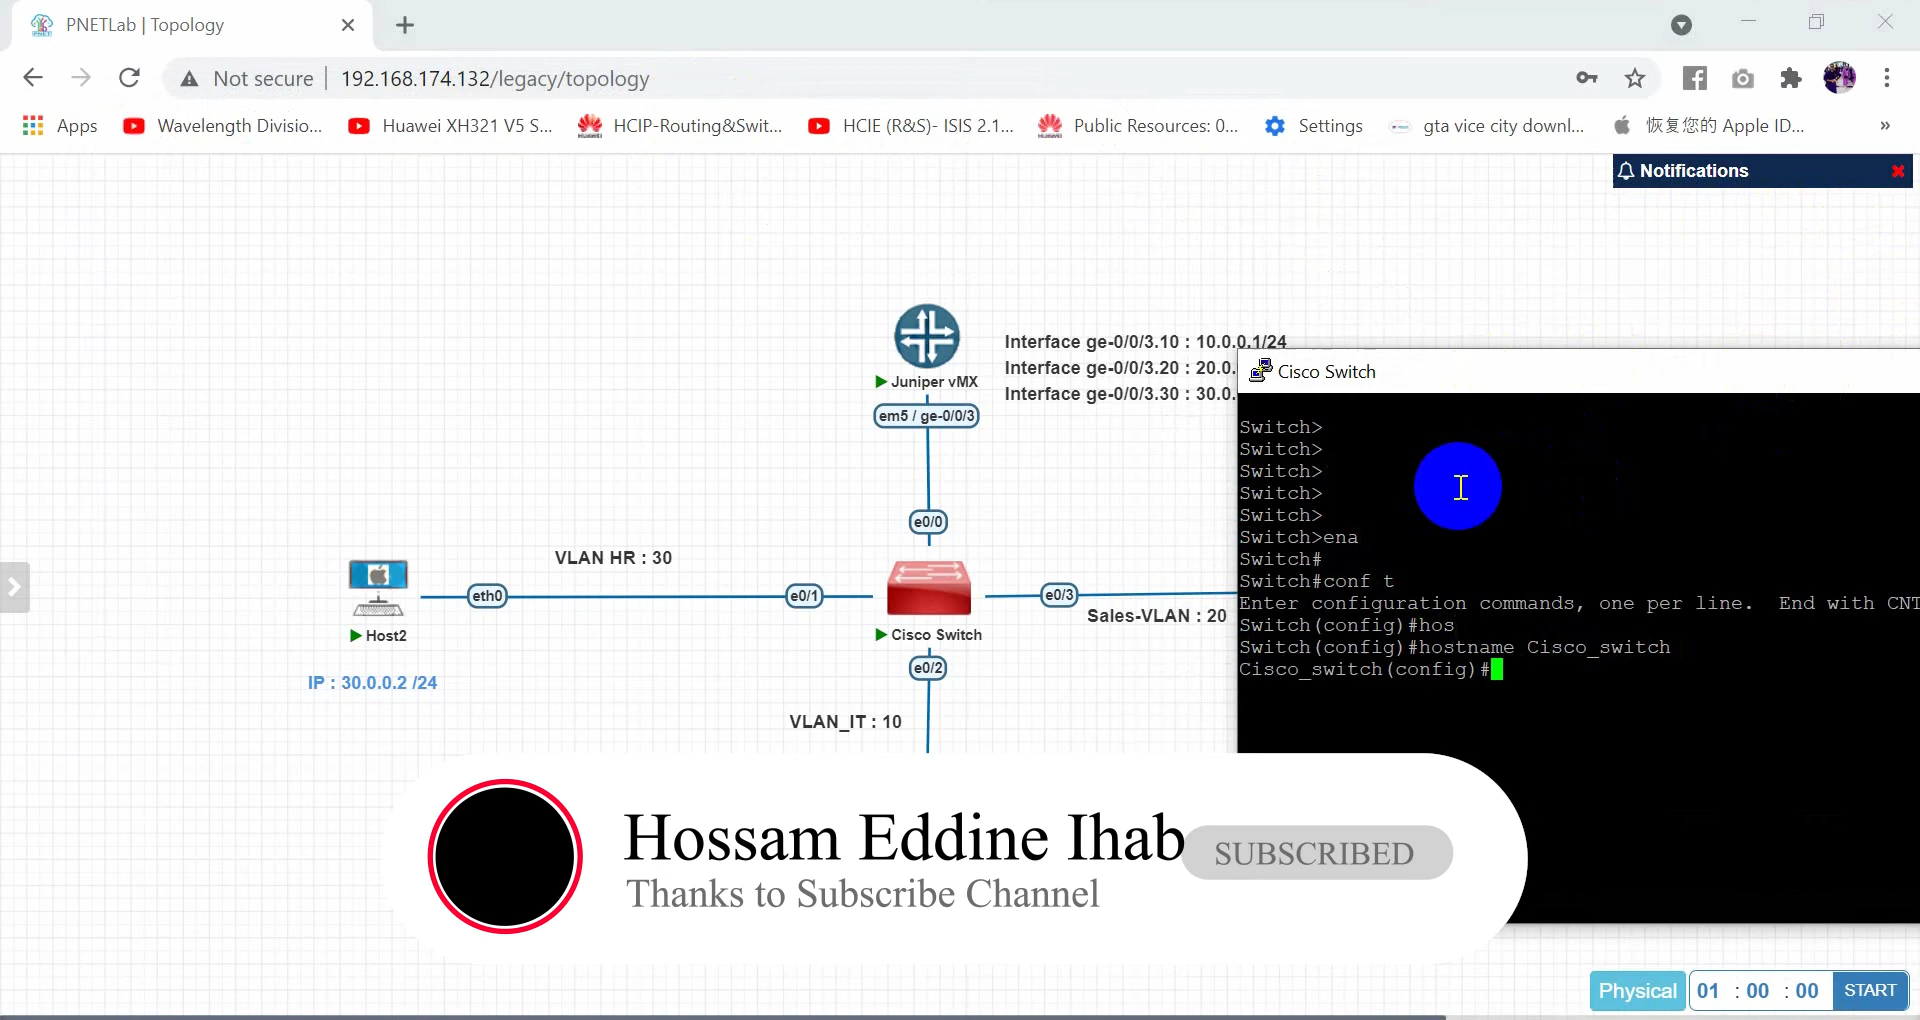 PNETLab | Topology
Not secure
192.168.174.132/legacy/topology
Apps
Wavelength Divisio...
Huawei XH321 V5 S...
HCIP-Routing&Swit...
HCIE (R&S)- ISIS 2.1...
Public Resources: 0...
Settings
gta vice city downl...
恢复您的 Apple ID...
»
Notifications
Juniper vMX
em5 / ge-0/0/3
Interface ge-0/0/3.10 : 10.0.0.1/24
Interface ge-0/0/3.20 : 20.0.
Interface ge-0/0/3.30 : 30.0.
e0/0
VLAN HR : 30
eth0
e0/1
e0/3
Sales-VLAN : 20
Host2
Cisco Switch
e0/2
IP : 30.0.0.2 /24
VLAN_IT : 10
Cisco Switch
Switch>
Switch>
Switch>
Switch>
Switch>
Switch>ena
Switch#
Switch#conf t
Enter configuration commands, one per line.  End with CNT
Switch(config)#hos
Switch(config)#hostname Cisco_switch
Cisco_switch(config)#
Hossam Eddine Ihab
SUBSCRIBED
Thanks to Subscribe Channel
Physical
01 : 00 : 00
START